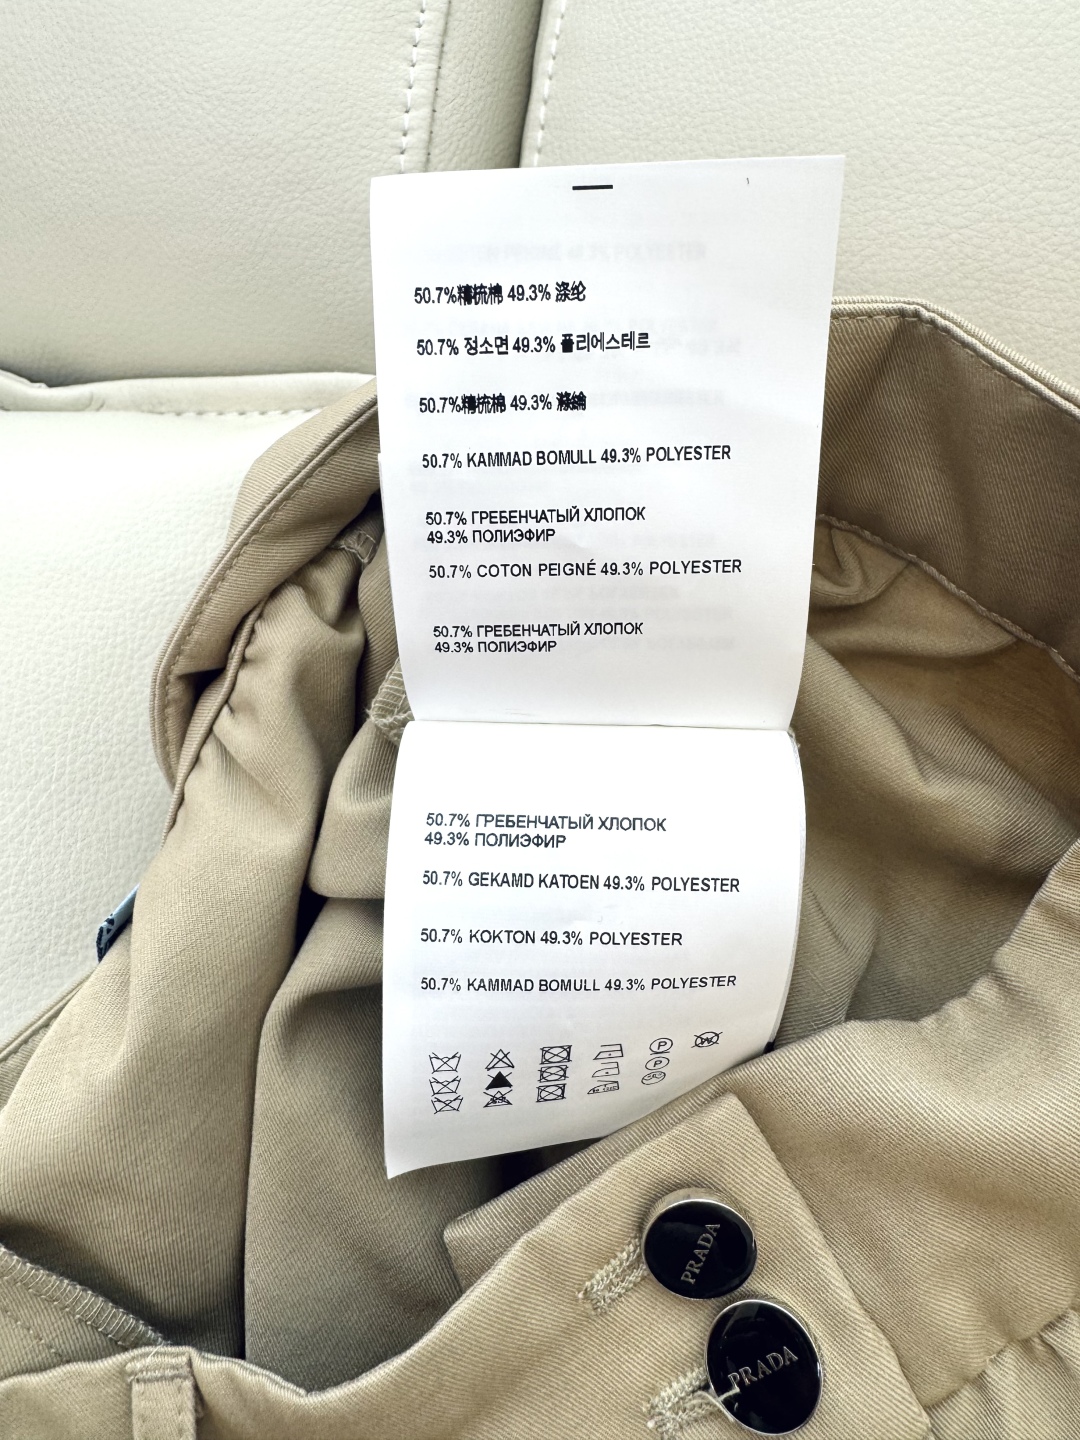 50.7%精梳棉 49.3% 涤纶
50.7% 정소면 49.3% 폴리에스테르
50.7%精梳棉 49.3% 滌綸
50.7% KAMMAD BOMULL 49.3% POLYESTER
50.7% ГРЕБЕНЧАТЫЙ ХЛОПОК
49.3% ПОЛИЭФИР
50.7% COTON PEIGNÉ 49.3% POLYESTER
50.7% ГРЕБЕНЧАТЫЙ ХЛОПОК
49.3% ПОЛИЭФИР
50.7% ГРЕБЕНЧАТЫЙ ХЛОПОК
49.3% ПОЛИЭФИР
50.7% GEKAMD KATOEN 49.3% POLYESTER
50.7% KOKTON 49.3% POLYESTER
50.7% KAMMAD BOMULL 49.3% POLYESTER
P
W
P
PRADA
PRADA